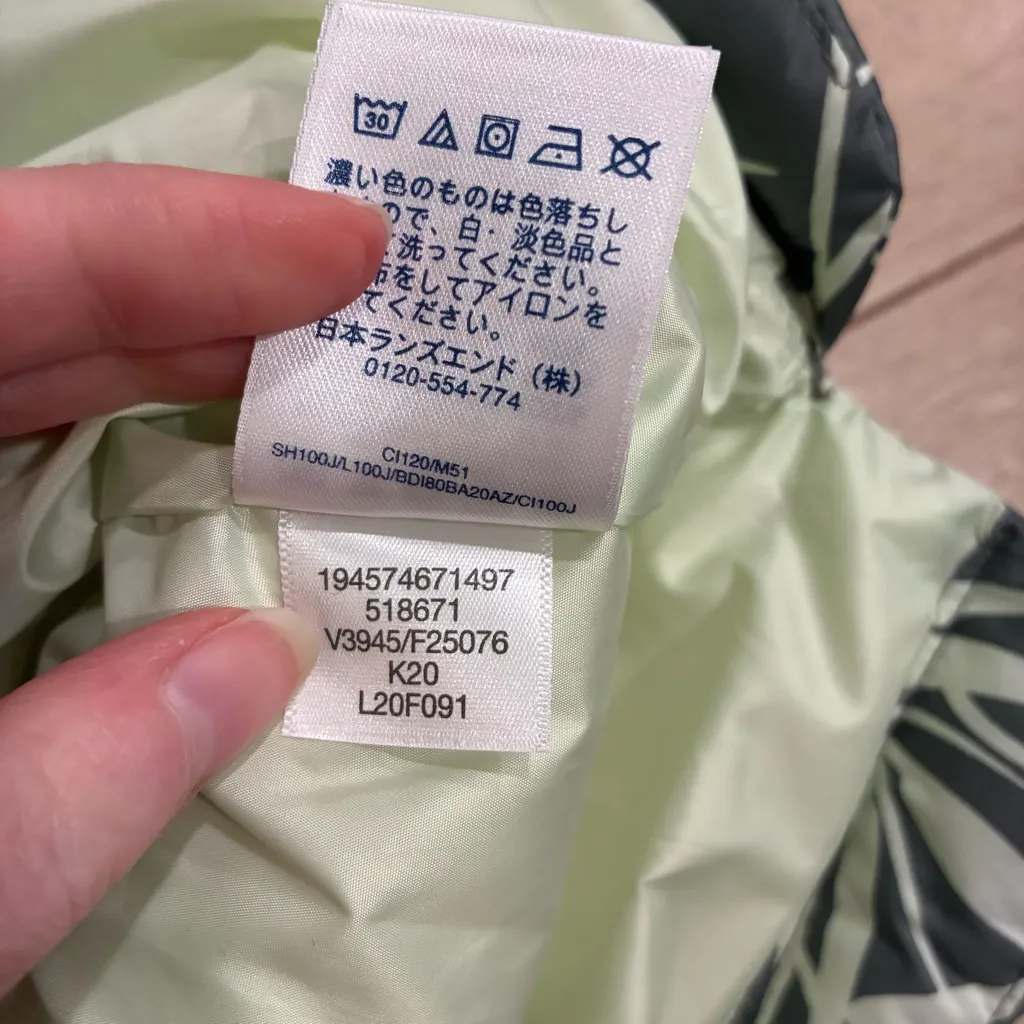 30
濃い色のものは色落ちし
ので、白・淡色品と
洗ってください。
布をしてアイロンを
てください。
日本ランズエンド（株）
0120-554-774
CI120/M51
SH100J/L100J/BDI80BA20AZ/CI100J
194574671497
518671
V3945/F25076
K20
L20F091